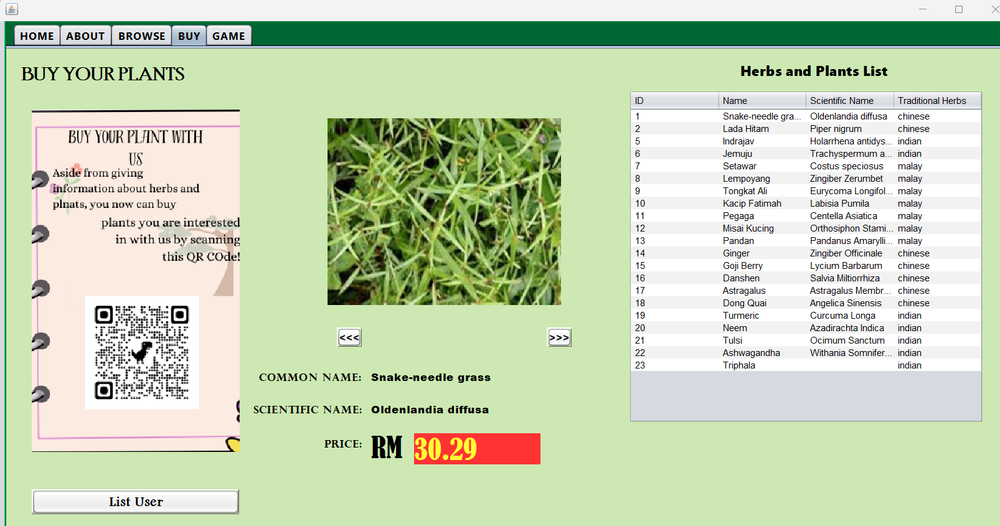 HOME ABOUT BROWSE BUY GAME
BUY YOUR PLANTS
BUY YOUR PLANT WITH
US
Aside from giving
information about herbs and
plnats, you now can buy
plants you are interested
in with us by scanning
this QR COde!
List User
<<< >>>
COMMON NAME: Snake-needle grass
SCIENTIFIC NAME: Oldenlandia diffusa
PRICE: RM 30.29
Herbs and Plants List
ID Name Scientific Name Traditional Herbs
1 Snake-needle gra... Oldenlandia diffusa chinese
2 Lada Hitam Piper nigrum chinese
5 Indrajav Holarrhena antidys... indian
6 Jemuju Trachyspermum a... indian
7 Setawar Costus speciosus malay
8 Lempoyang Zingiber Zerumbet malay
9 Tongkat Ali Eurycoma Longifol... malay
10 Kacip Fatimah Labisia Pumila malay
11 Pegaga Centella Asiatica malay
12 Misai Kucing Orthosiphon Stami... malay
13 Pandan Pandanus Amarylli... malay
14 Ginger Zingiber Officinale chinese
15 Goji Berry Lycium Barbarum chinese
16 Danshen Salvia Miltiorrhiza chinese
17 Astragalus Astragalus Membr... chinese
18 Dong Quai Angelica Sinensis chinese
19 Turmeric Curcuma Longa indian
20 Neem Azadirachta Indica indian
21 Tulsi Ocimum Sanctum indian
22 Ashwagandha Withania Somnifer... indian
23 Triphala indian